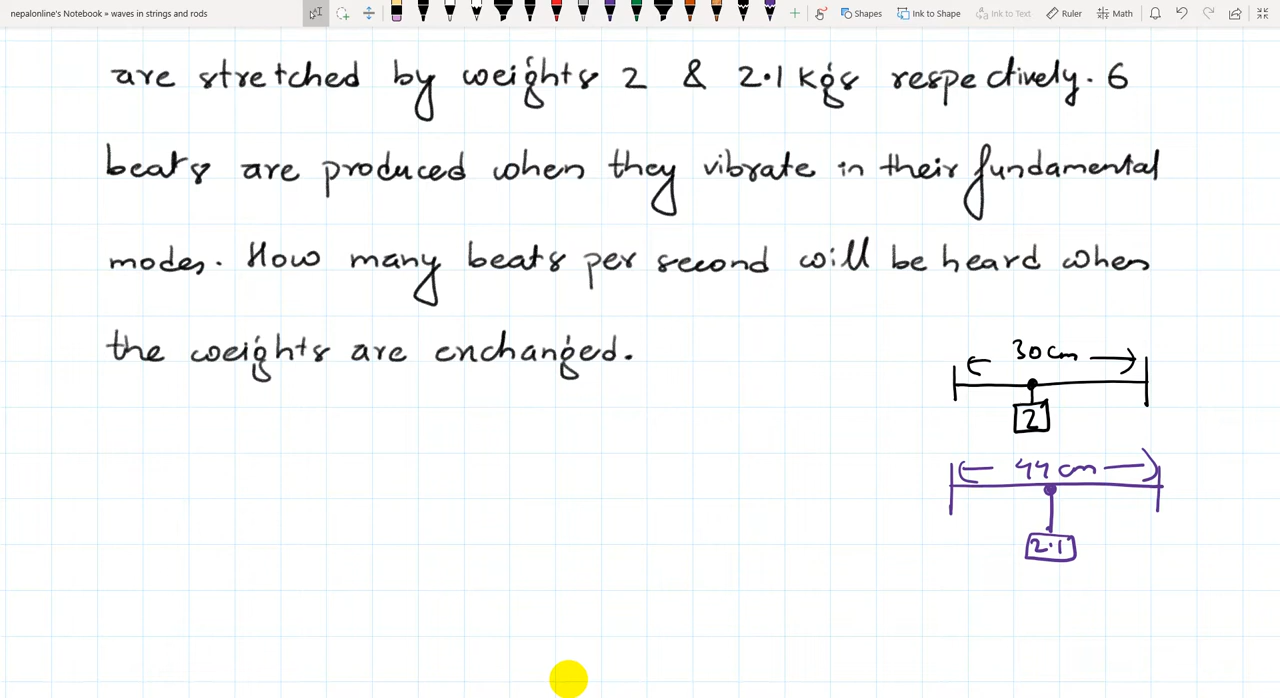 nepalonline's Notebook » waves in strings and rods
Shapes Ink to Shape Ink to Text Ruler Math
are stretched by weights 2 & 2.1 kgs respectively. 6
beats are produced when they vibrate in their fundamental
modes. How many beats per second will be heard when
the weights are enchanged.
30cm
2
44 cm
2.1